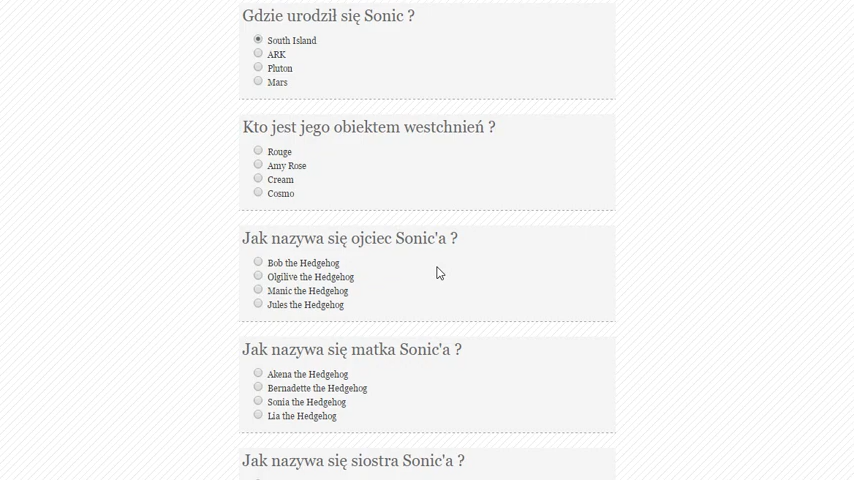 Gdzie urodził się Sonic ?
South Island
ARK
Pluton
Mars
Kto jest jego obiektem westchnień ?
Rouge
Amy Rose
Cream
Cosmo
Jak nazywa się ojciec Sonic'a ?
Bob the Hedgehog
Olgilive the Hedgehog
Manic the Hedgehog
Jules the Hedgehog
Jak nazywa się matka Sonic'a ?
Akena the Hedgehog
Bernadette the Hedgehog
Sonia the Hedgehog
Lia the Hedgehog
Jak nazywa się siostra Sonic'a ?